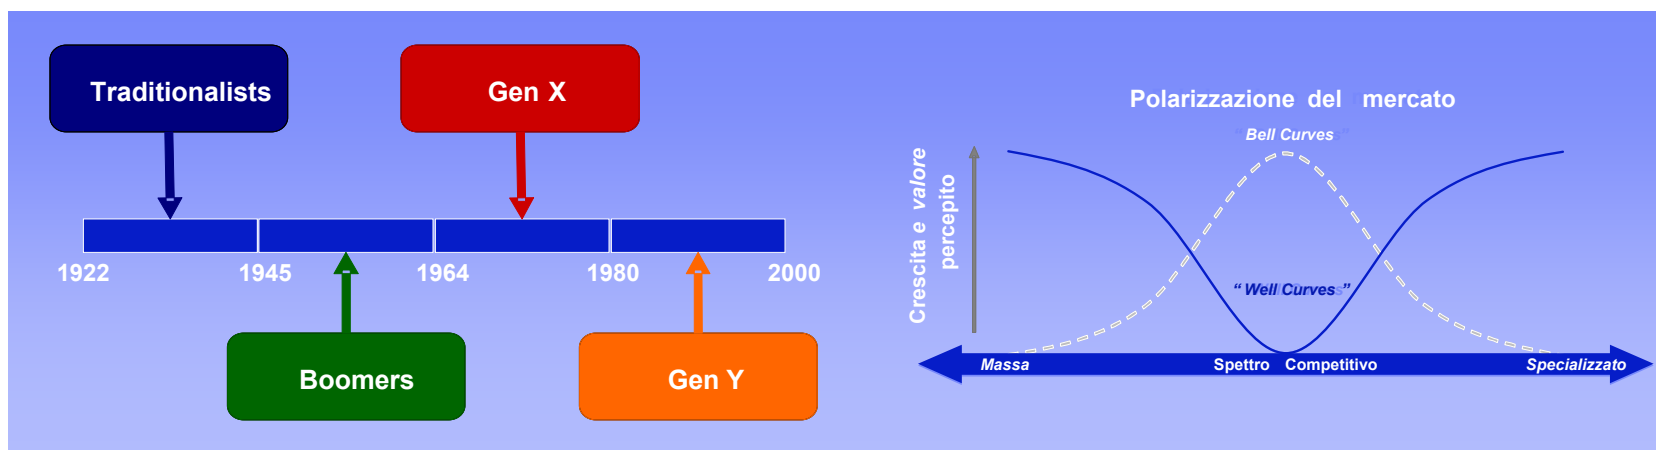 Traditionalists
Gen X
1922
1945
1964
1980
2000
Boomers
Gen Y
Polarizzazione del mercato
“ Bell Curves”
Crescita e valore
percepito
“ Well Curves”
Massa
Spettro Competitivo
Specializzato